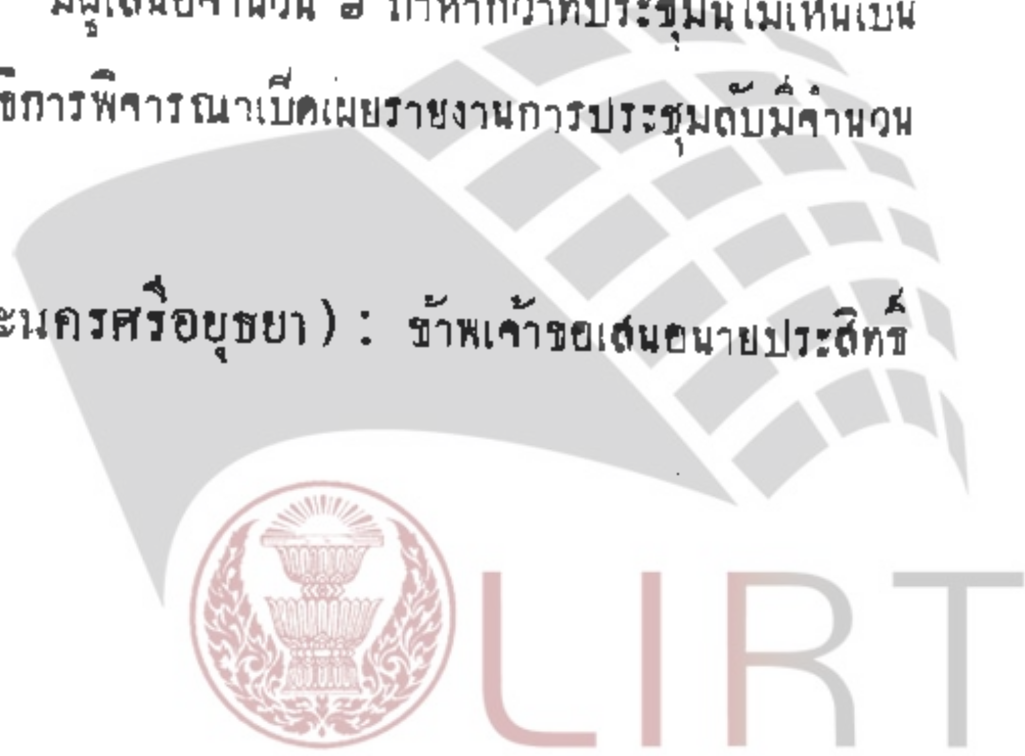 มีผู้เสนอจำนวน ๑ ถ้าหากว่าที่ประชุมนี้ไม่เห็นเป็น
ธิการพิจารณาเปิดเผยรายงานการประชุมลับมีจำนวน
ะนครศรีอยุธยา) : ข้าพเจ้าขอเสนอนายประสิทธิ์
LIRT